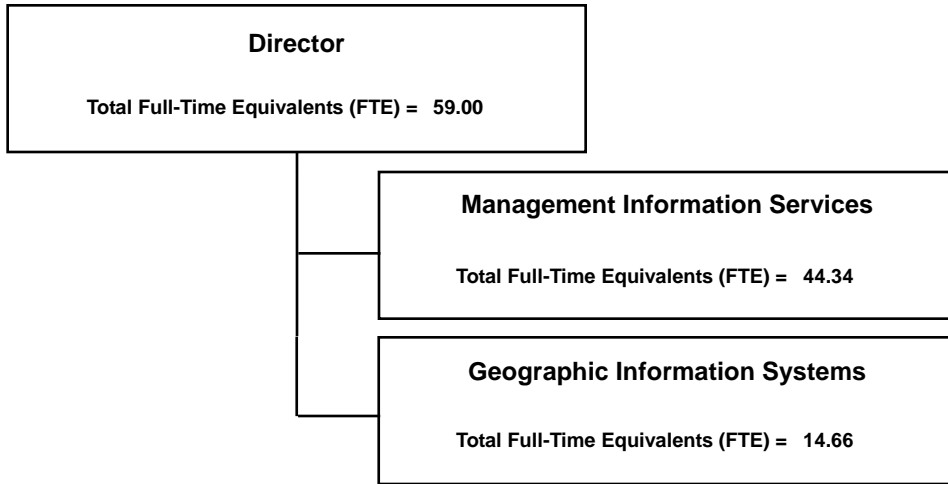 Director
Total Full-Time Equivalents (FTE) = 59.00
Management Information Services
Total Full-Time Equivalents (FTE) = 44.34
Geographic Information Systems
Total Full-Time Equivalents (FTE) = 14.66